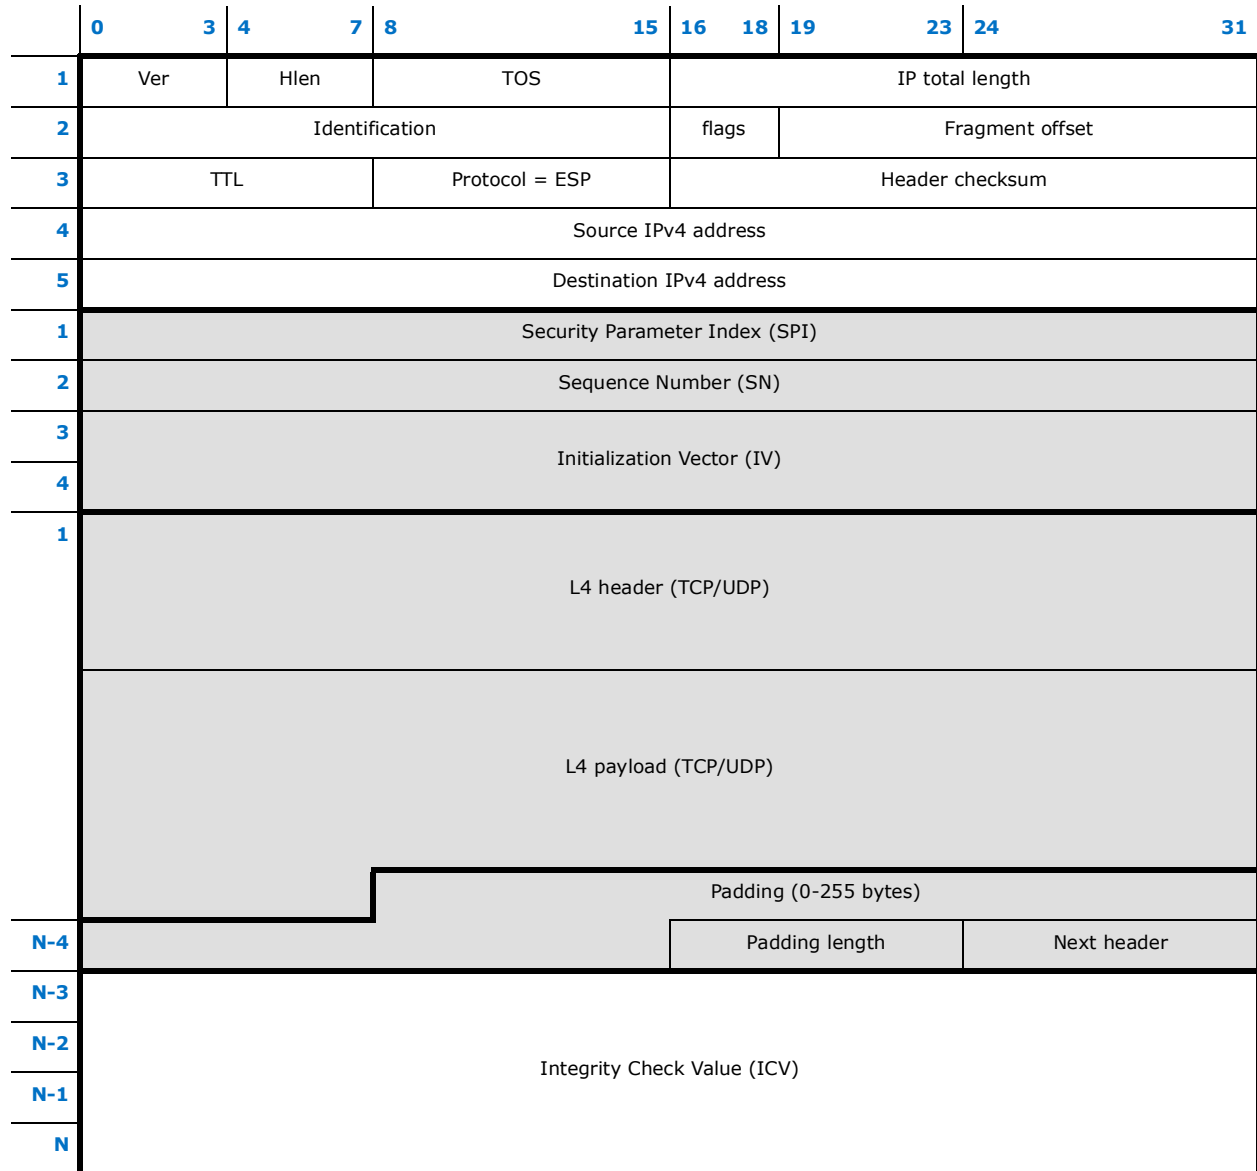 0 3 4 7 8 15 16 18 19 23 24 31
1 Ver Hlen TOS IP total length
2 Identification flags Fragment offset
3 TTL Protocol = ESP Header checksum
4 Source IPv4 address
5 Destination IPv4 address
1 Security Parameter Index (SPI)
2 Sequence Number (SN)
3
Initialization Vector (IV)
4
1
L4 header (TCP/UDP)
L4 payload (TCP/UDP)
Padding (0-255 bytes)
N-4 Padding length Next header
N-3
N-2
Integrity Check Value (ICV)
N-1
N